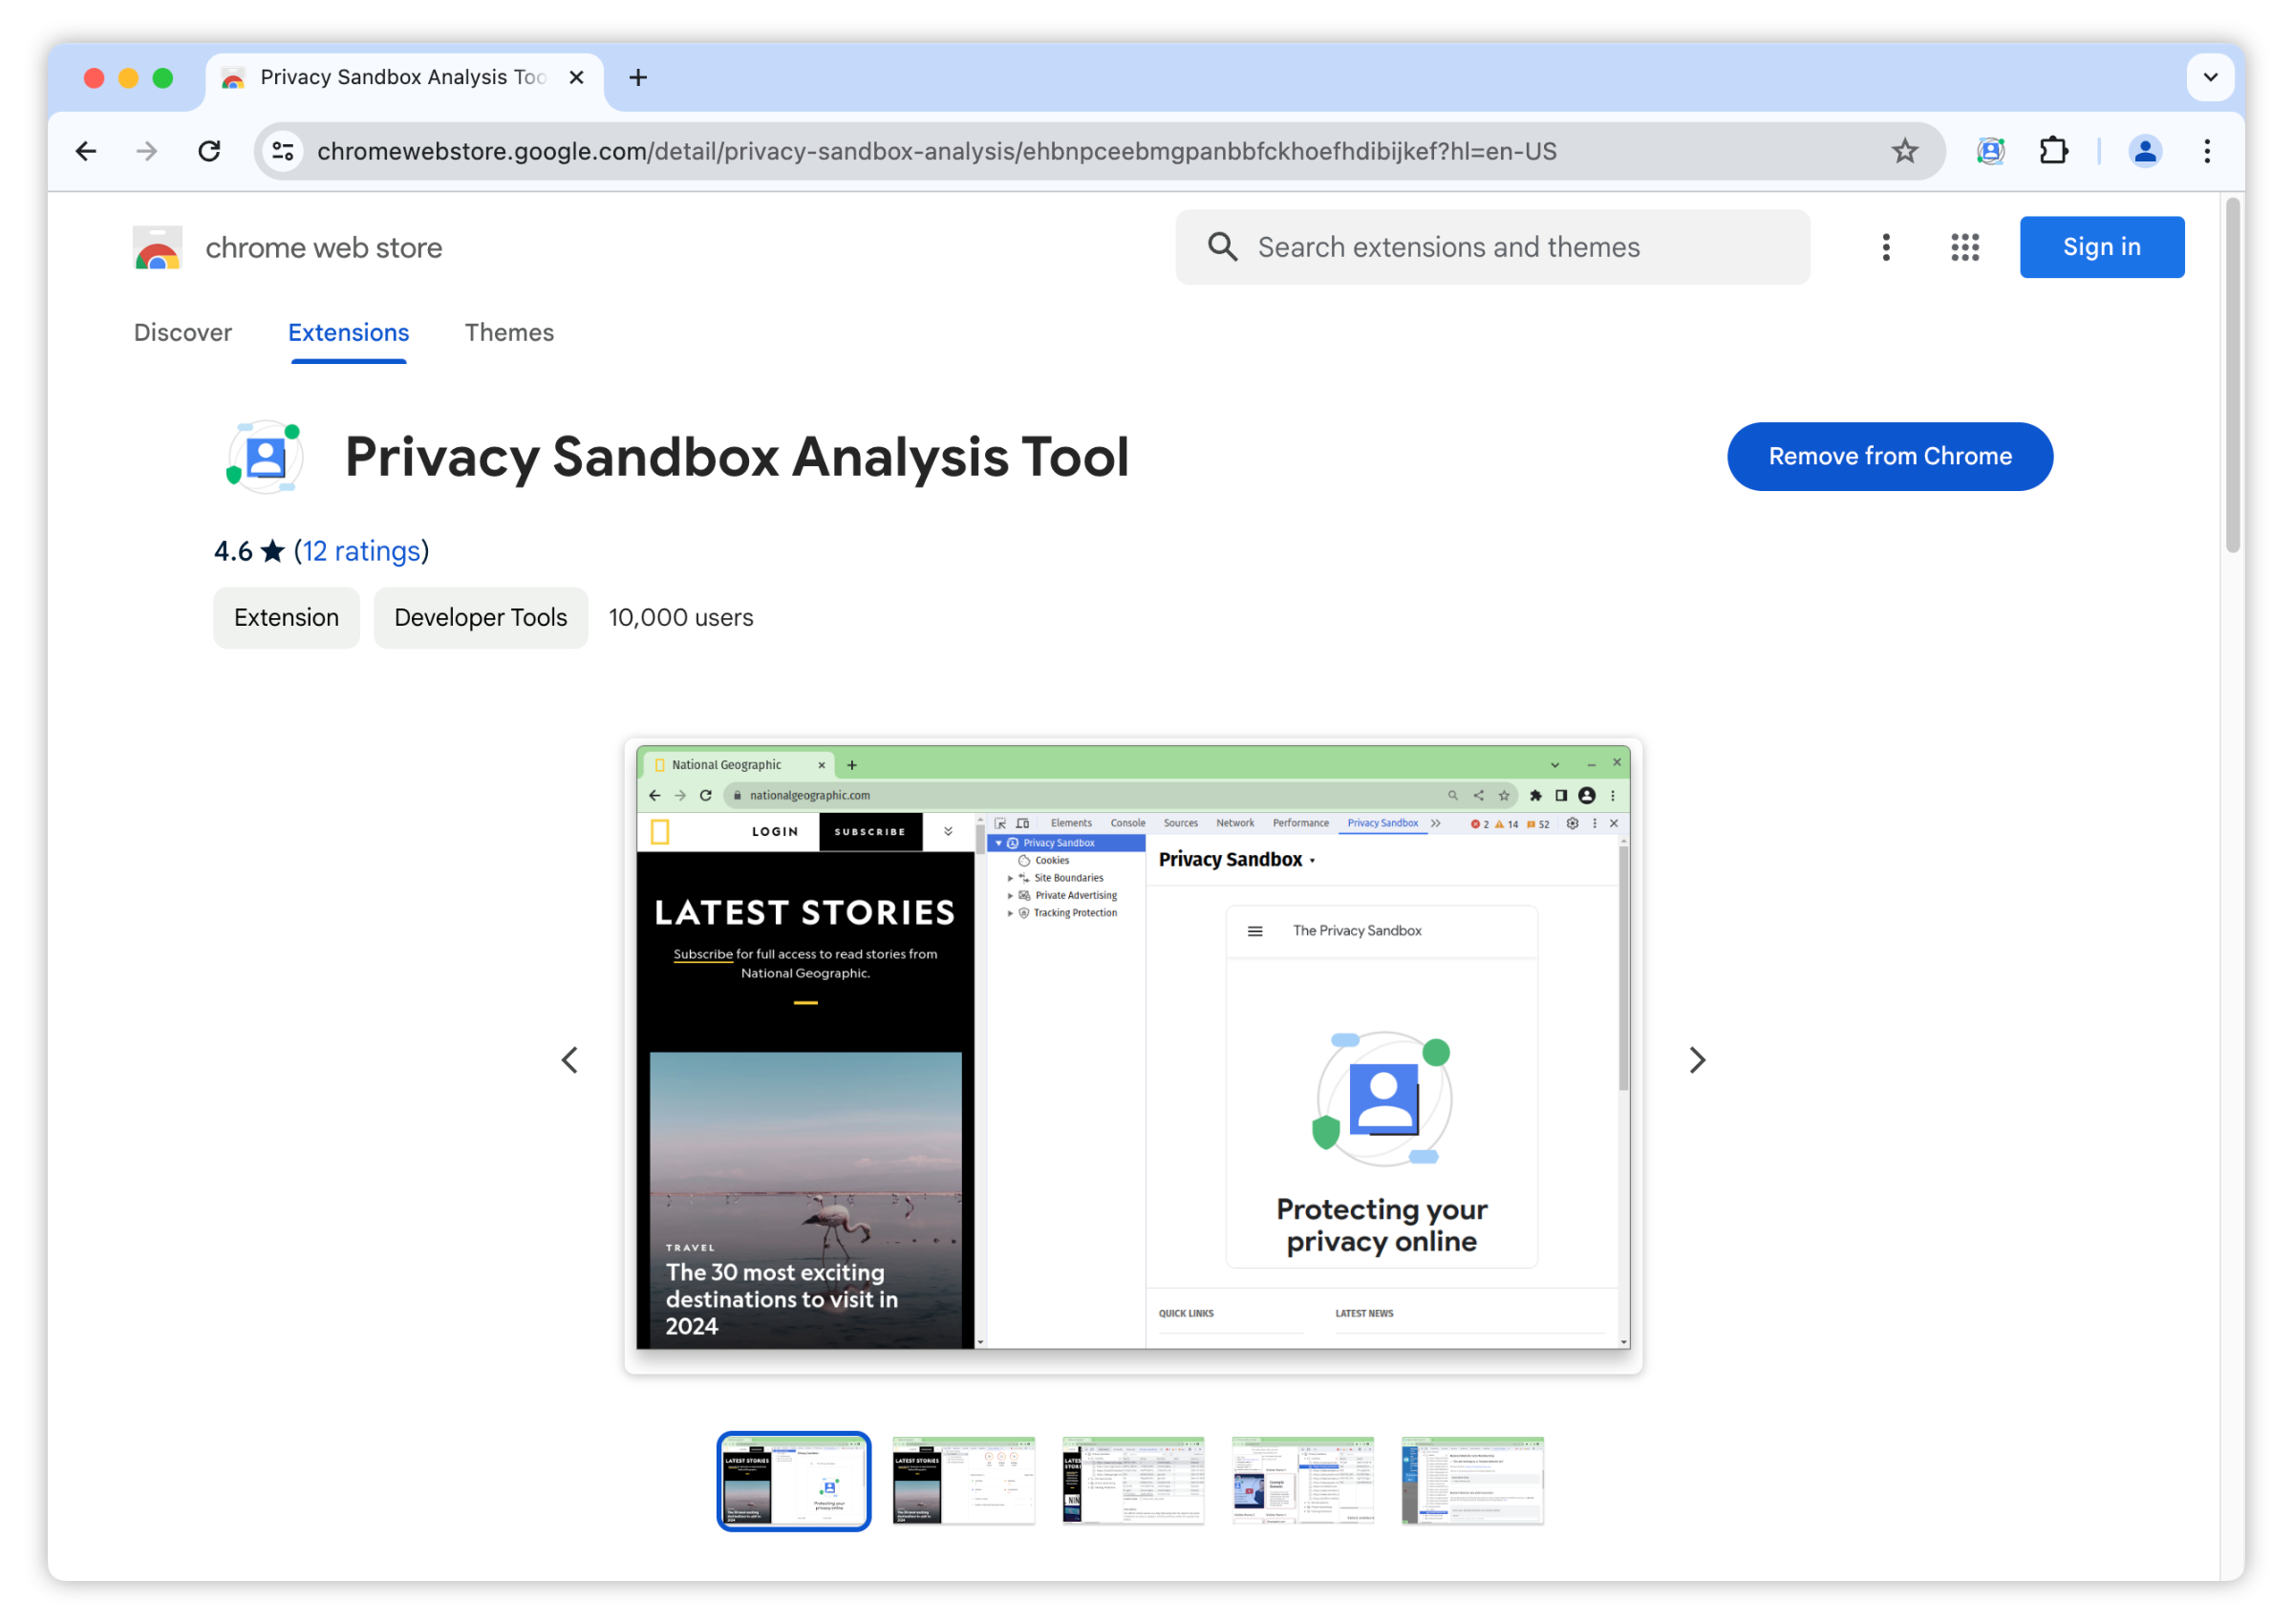 Privacy Sandbox Analysis Too
chromewebstore.google.com/detail/privacy-sandbox-analysis/ehbnpceebmgpanbbfckhoefhdibijkef?hl=en-US
chrome web store
Search extensions and themes
Sign in
Discover
Extensions
Themes
Privacy Sandbox Analysis Tool
Remove from Chrome
4.6 ★ (12 ratings)
Extension
Developer Tools
10,000 users
National Geographic
nationalgeographic.com
LOGIN
SUBSCRIBE
LATEST STORIES
Subscribe for full access to read stories from
National Geographic.
TRAVEL
The 30 most exciting
destinations to visit in
2024
Elements
Console
Sources
Network
Performance
Privacy Sandbox
2
14
52
Privacy Sandbox
Cookies
Site Boundaries
Private Advertising
Tracking Protection
Privacy Sandbox
The Privacy Sandbox
Protecting your
privacy online
QUICK LINKS
LATEST NEWS
LATEST STORIES
LATEST STORIES